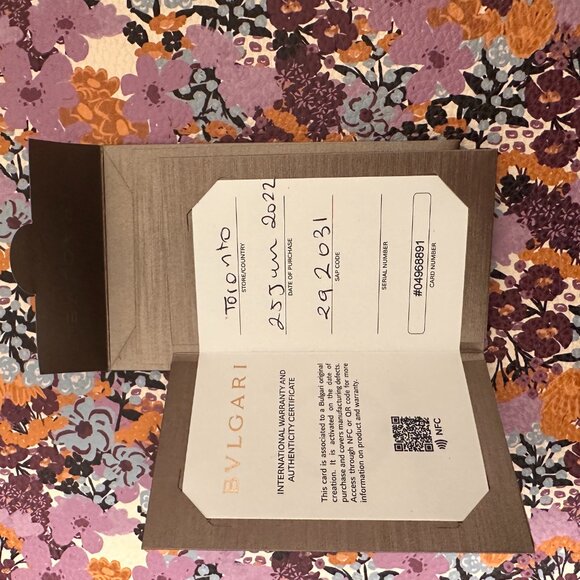 BVLGARI
INTERNATIONAL WARRANTY AND
AUTHENTICITY CERTIFICATE
This card is associated to a Bulgari original
creation. It is activated on the date of
purchase and covers manufacturing defects.
Access through NFC or QR code for more
information on product and warranty.
NFC
Toronto
STORE/COUNTRY
25 Jun 2022
DATE OF PURCHASE
292031
SAP CODE
SERIAL NUMBER
#04968891
CARD NUMBER